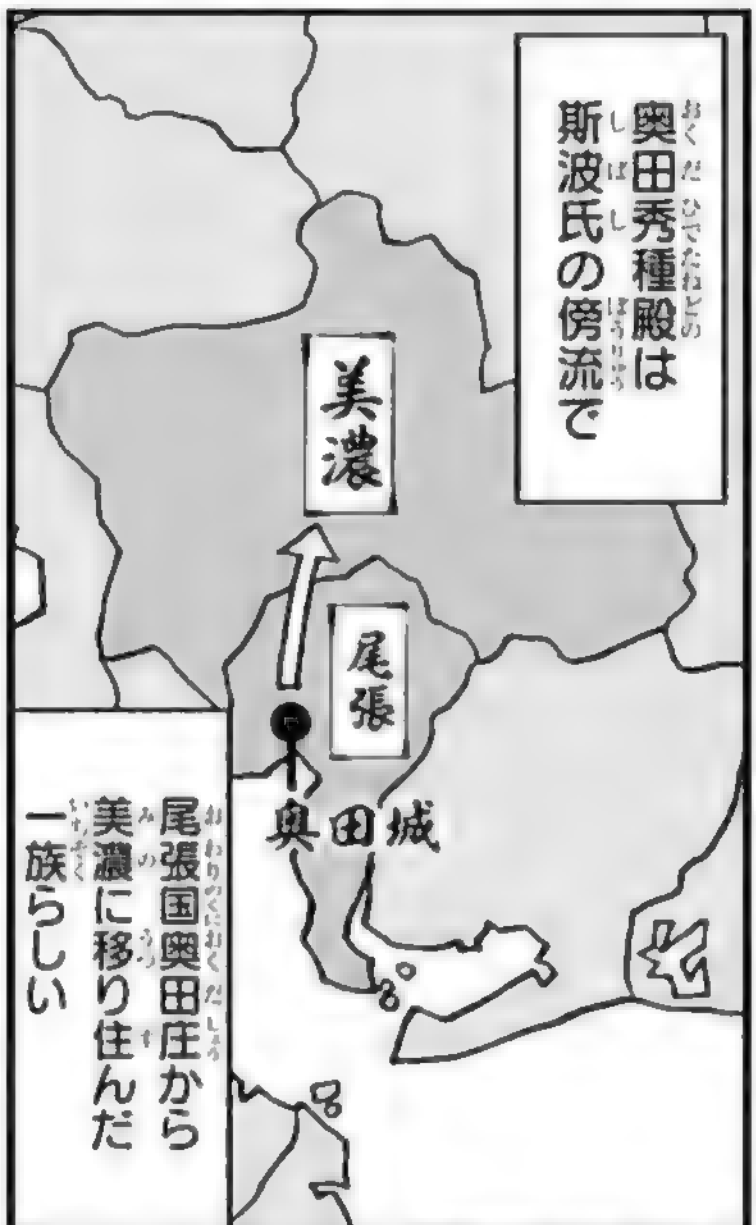 奥田秀種殿は
斯波氏の傍流で
美濃
尾張
奥田城
尾張国奥田庄から
美濃に移り住んだ
一族らしい